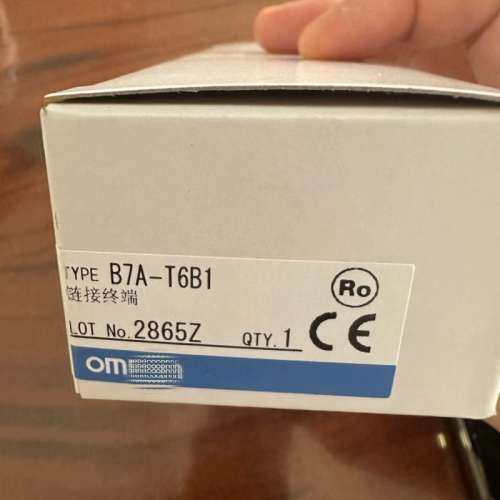 TYPE B7A-T6B1
链接终端
Ro
LOT No. 2865Z QTY. 1 CE
om